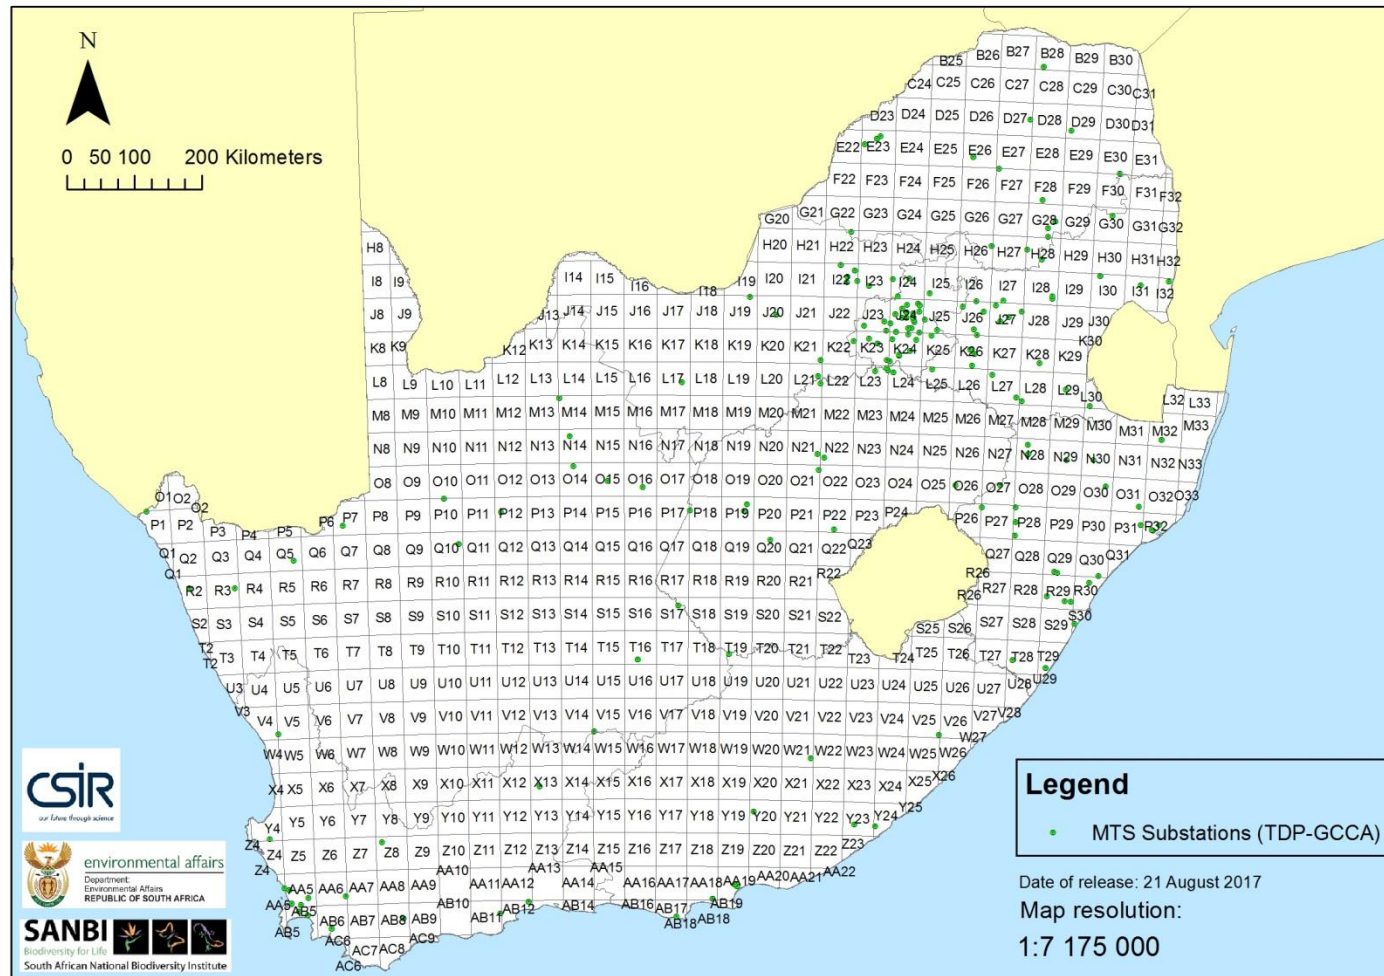 N
0 50 100 200 Kilometers
B25 B26 B27 B28 B29 B30
C24 C25 C26 C27 C28 C29 C30 C31
D23 D24 D25 D26 D27 D28 D29 D30 D31
E22 E23 E24 E25 E26 E27 E28 E29 E30 E31
F22 F23 F24 F25 F26 F27 F28 F29 F30 F31 F32
G20 G21 G22 G23 G24 G25 G26 G27 G28 G29 G30 G31 G32
H8 H20 H21 H22 H23 H24 H25 H26 H27 H28 H29 H30 H31 H32
I8 I9 I14 I15 I16 I18 I19 I20 I21 I22 I23 I24 I25 I26 I27 I28 I29 I30 I31 I32
J8 J9 J13 J14 J15 J16 J17 J18 J19 J20 J21 J22 J23 J24 J25 J26 J27 J28 J29 J30
K8 K9 K12 K13 K14 K15 K16 K17 K18 K19 K20 K21 K22 K23 K24 K25 K26 K27 K28 K29 K30
L8 L9 L10 L11 L12 L13 L14 L15 L16 L17 L18 L19 L20 L21 L22 L23 L24 L25 L26 L27 L28 L29 L30 L32 L33
M8 M9 M10 M11 M12 M13 M14 M15 M16 M17 M18 M19 M20 M21 M22 M23 M24 M25 M26 M27 M28 M29 M30 M31 M32 M33
N8 N9 N10 N11 N12 N13 N14 N15 N16 N17 N18 N19 N20 N21 N22 N23 N24 N25 N26 N27 N28 N29 N30 N31 N32 N33
O1 O2 O2 O8 O9 O10 O11 O12 O13 O14 O15 O16 O17 O18 O19 O20 O21 O22 O23 O24 O25 O26 O27 O28 O29 O30 O31 O32 O33
P1 P2 P3 P4 P5 P6 P7 P8 P9 P10 P11 P12 P13 P14 P15 P16 P17 P18 P19 P20 P21 P22 P23 P24 P26 P27 P28 P29 P30 P31 P32
Q1 Q1 Q2 Q3 Q4 Q5 Q6 Q7 Q8 Q9 Q10 Q11 Q12 Q13 Q14 Q15 Q16 Q17 Q18 Q19 Q20 Q21 Q22 Q23 Q27 Q28 Q29 Q30 Q31
R2 R3 R4 R5 R6 R7 R8 R9 R10 R11 R12 R13 R14 R15 R16 R17 R18 R19 R20 R21 R22 R26 R26 R27 R28 R29 R30
S2 S3 S4 S5 S6 S7 S8 S9 S10 S11 S12 S13 S14 S15 S16 S17 S18 S19 S20 S21 S22 S25 S26 S27 S28 S29 S30
T2 T2 T3 T4 T5 T6 T7 T8 T9 T10 T11 T12 T13 T14 T15 T16 T17 T18 T19 T20 T21 T22 T23 T24 T25 T26 T27 T28 T29
U3 U4 U5 U6 U7 U8 U9 U10 U11 U12 U13 U14 U15 U16 U17 U18 U19 U20 U21 U22 U23 U24 U25 U26 U27 U28 U29
V3 V4 V5 V6 V7 V8 V9 V10 V11 V12 V13 V14 V15 V16 V17 V18 V19 V20 V21 V22 V23 V24 V25 V26 V27 V28
W4 W5 W6 W7 W8 W9 W10 W11 W12 W13 W14 W15 W16 W17 W18 W19 W20 W21 W22 W23 W24 W25 W26 W27
X4 X5 X6 X7 X8 X9 X10 X11 X12 X13 X14 X15 X16 X17 X18 X19 X20 X21 X22 X23 X24 X25 X26
Y4 Y5 Y6 Y7 Y8 Y9 Y10 Y11 Y12 Y13 Y14 Y15 Y16 Y17 Y18 Y19 Y20 Y21 Y22 Y23 Y24 Y25
Z4 Z4 Z4 Z5 Z6 Z7 Z8 Z9 Z10 Z11 Z12 Z13 Z14 Z15 Z16 Z17 Z18 Z19 Z20 Z21 Z22 Z23
AA5 AA5 AA6 AA7 AA8 AA9 AA10 AA11 AA12 AA13 AA14 AA15 AA16 AA17 AA18 AA19 AA20 AA21 AA22
AB5 AB5 AB6 AB7 AB8 AB9 AB10 AB11 AB12 AB14 AB16 AB17 AB18 AB18 AB19
AC6 AC6 AC7 AC8 AC9
CSIR
our future through science
environmental affairs
Department:
Environmental Affairs
REPUBLIC OF SOUTH AFRICA
SANBI
Biodiversity for Life
South African National Biodiversity Institute
Legend
MTS Substations (TDP-GCCA)
Date of release: 21 August 2017
Map resolution:
1:7 175 000